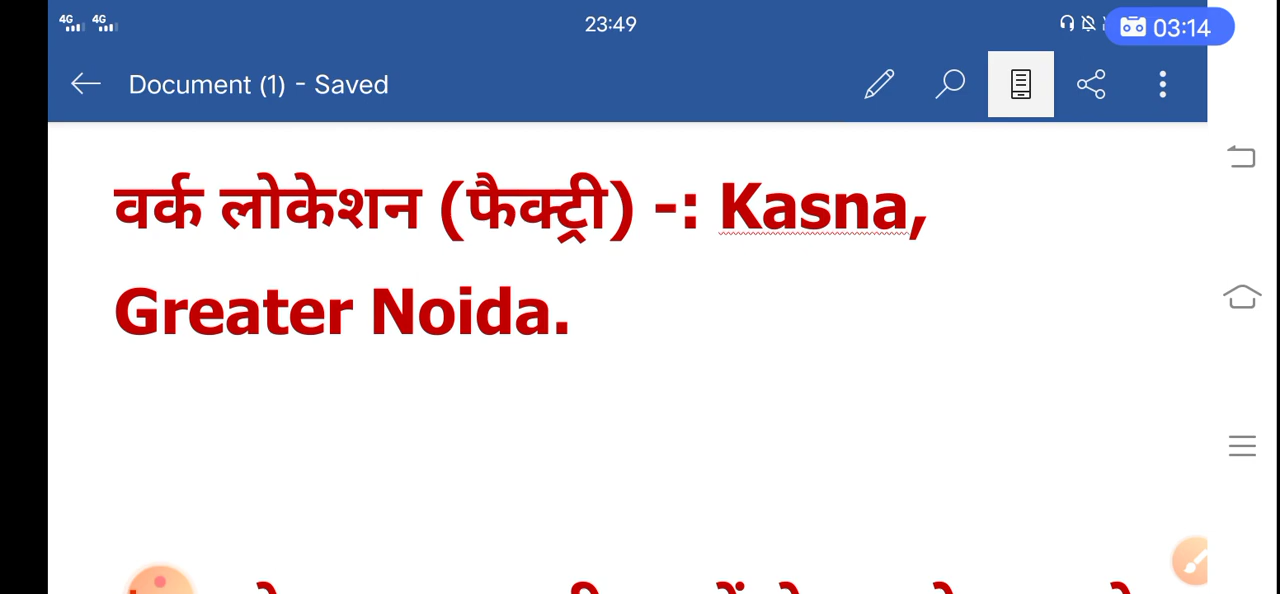 4G 4G 23:49 03:14
Document (1) - Saved
वर्क लोकेशन (फैक्ट्री) -: Kasna,
Greater Noida.